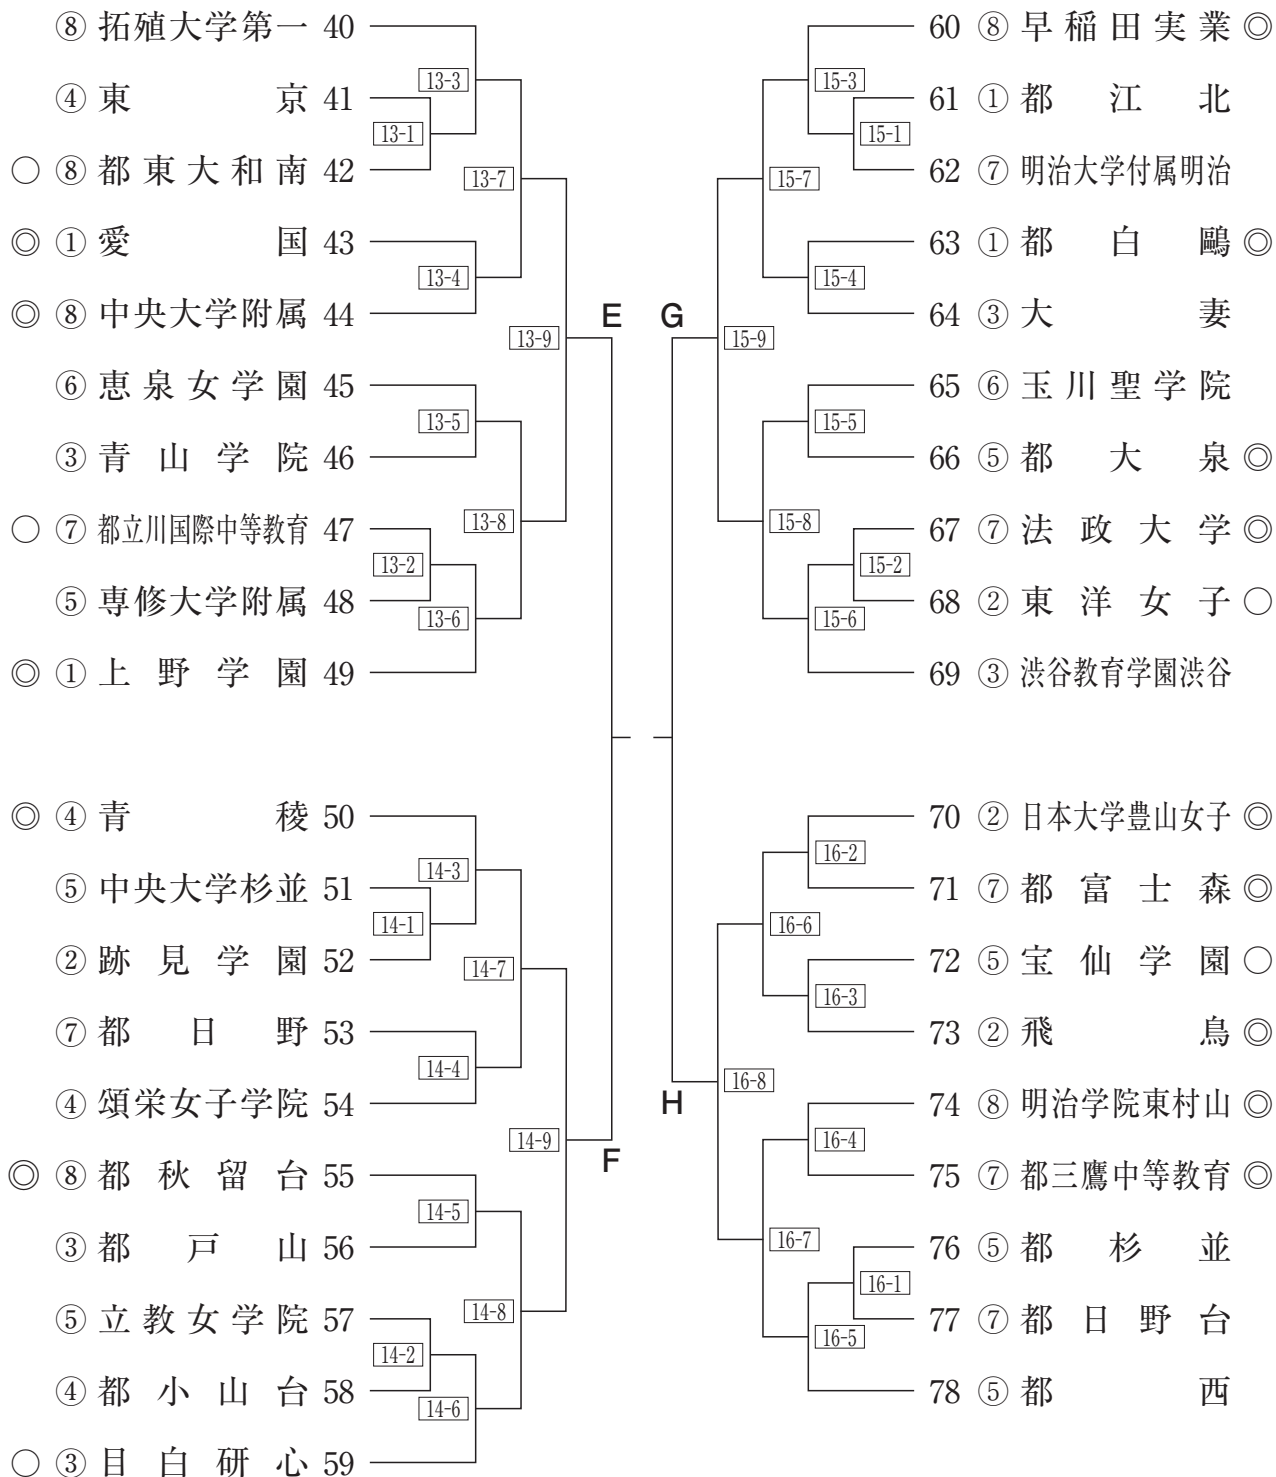 ⑧ 拓殖大学第一 40
13-3
④ 東京 41
13-1
○ ⑧ 都東大和南 42
13-7
◎ ① 愛国 43
13-4
◎ ⑧ 中央大学附属 44
13-9
E
⑥ 恵泉女学園 45
13-5
③ 青山学院 46
○ ⑦ 都立川国際中等教育 47
13-8
13-2
⑤ 専修大学附属 48
13-6
◎ ① 上野学園 49
◎ ④ 青稜 50
14-3
⑤ 中央大学杉並 51
14-1
② 跡見学園 52
14-7
⑦ 都日野 53
14-4
④ 頌栄女子学院 54
14-9
F
◎ ⑧ 都秋留台 55
14-5
③ 都戸山 56
14-8
⑤ 立教女学院 57
14-2
④ 都小山台 58
14-6
○ ③ 目白研心 59
60 ⑧ 早稲田実業 ◎
15-3
61 ① 都江北
15-1
62 ⑦ 明治大学付属明治
15-7
63 ① 都白鷗 ◎
15-4
64 ③ 大妻
G
15-9
65 ⑥ 玉川聖学院
15-5
66 ⑤ 都大泉 ◎
15-8
67 ⑦ 法政大学 ◎
15-2
68 ② 東洋女子 ○
15-6
69 ③ 渋谷教育学園渋谷
70 ② 日本大学豊山女子 ◎
16-2
71 ⑦ 都富士森 ◎
16-6
72 ⑤ 宝仙学園 ○
16-3
73 ② 飛鳥 ◎
H
16-8
74 ⑧ 明治学院東村山 ◎
16-4
75 ⑦ 都三鷹中等教育 ◎
16-7
76 ⑤ 都杉並
16-1
77 ⑦ 都日野台
16-5
78 ⑤ 都西